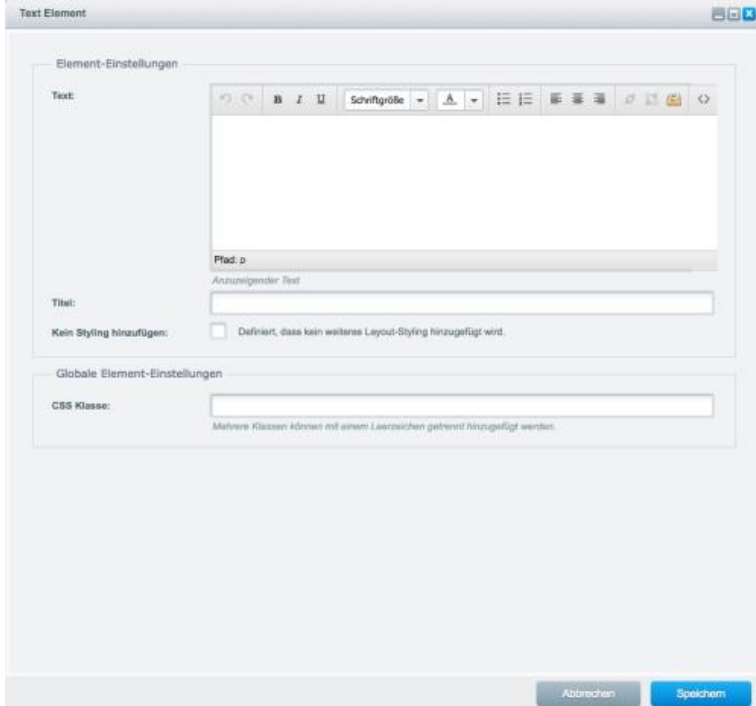 Text Element
Element-Einstellungen
Text:
B I U Schriftgröße A
Pfad: p
Anzuzeigender Text
Titel:
Kein Styling hinzufügen: Definiert, dass kein weiteres Layout-Styling hinzugefügt wird.
Globale Element-Einstellungen
CSS Klasse:
Mehrere Klassen können mit einem Leerzeichen getrennt hinzugefügt werden.
Abbrechen Speichern